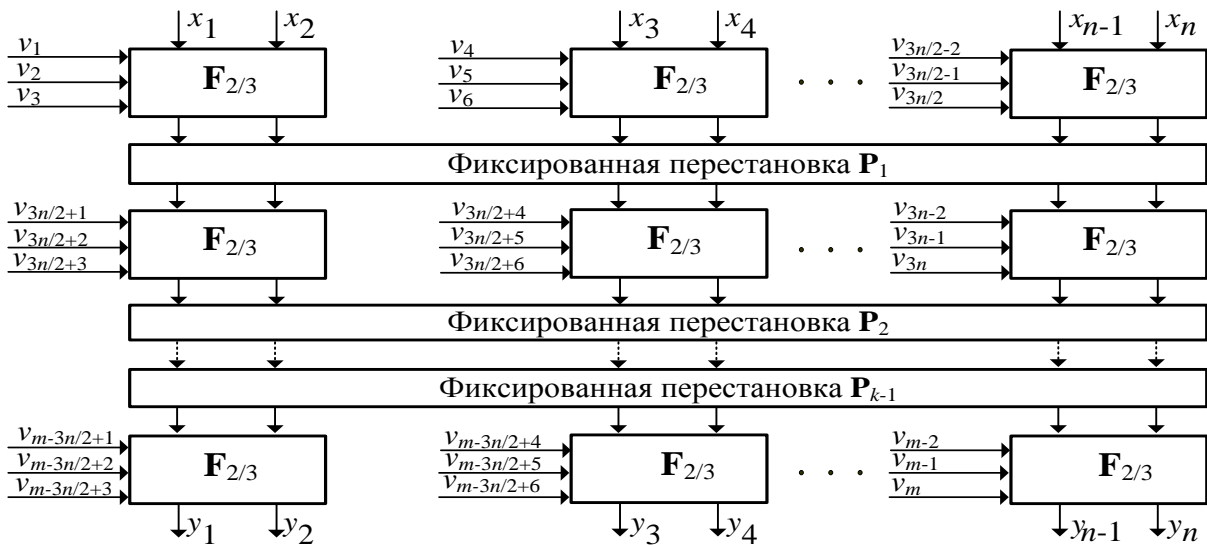 x1 x2 x3 x4 xn-1 xn
v1 v4 v3n/2-2
v2 F2/3 v5 F2/3 · · · v3n/2-1 F2/3
v3 v6 v3n/2
Фиксированная перестановка P1
v3n/2+1 v3n/2+4 v3n-2
v3n/2+2 F2/3 v3n/2+5 F2/3 · · · v3n-1 F2/3
v3n/2+3 v3n/2+6 v3n
Фиксированная перестановка P2
Фиксированная перестановка Pk-1
vm-3n/2+1 vm-3n/2+4 vm-2
vm-3n/2+2 F2/3 vm-3n/2+5 F2/3 · · · vm-1 F2/3
vm-3n/2+3 vm-3n/2+6 vm
y1 y2 y3 y4 yn-1 yn